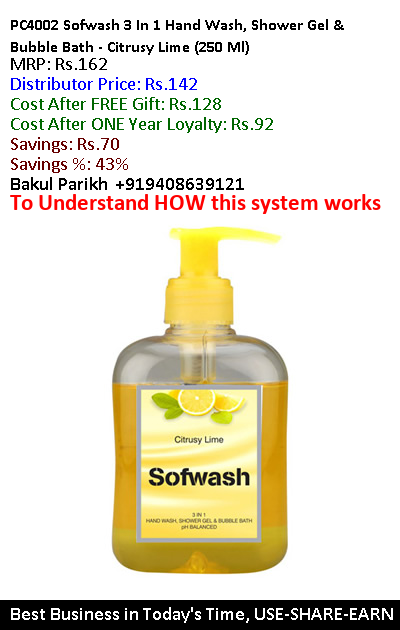 PC4002 Sofwash 3 In 1 Hand Wash, Shower Gel &
Bubble Bath - Citrusy Lime (250 Ml)
MRP: Rs.162
Distributor Price: Rs.142
Cost After FREE Gift: Rs.128
Cost After ONE Year Loyalty: Rs.92
Savings: Rs.70
Savings %: 43%
Bakul Parikh +919408639121
To Understand HOW this system works
Citrusy Lime
Sofwash
3 IN 1
HAND WASH, SHOWER GEL & BUBBLE BATH
pH BALANCED
Best Business in Today's Time, USE-SHARE-EARN